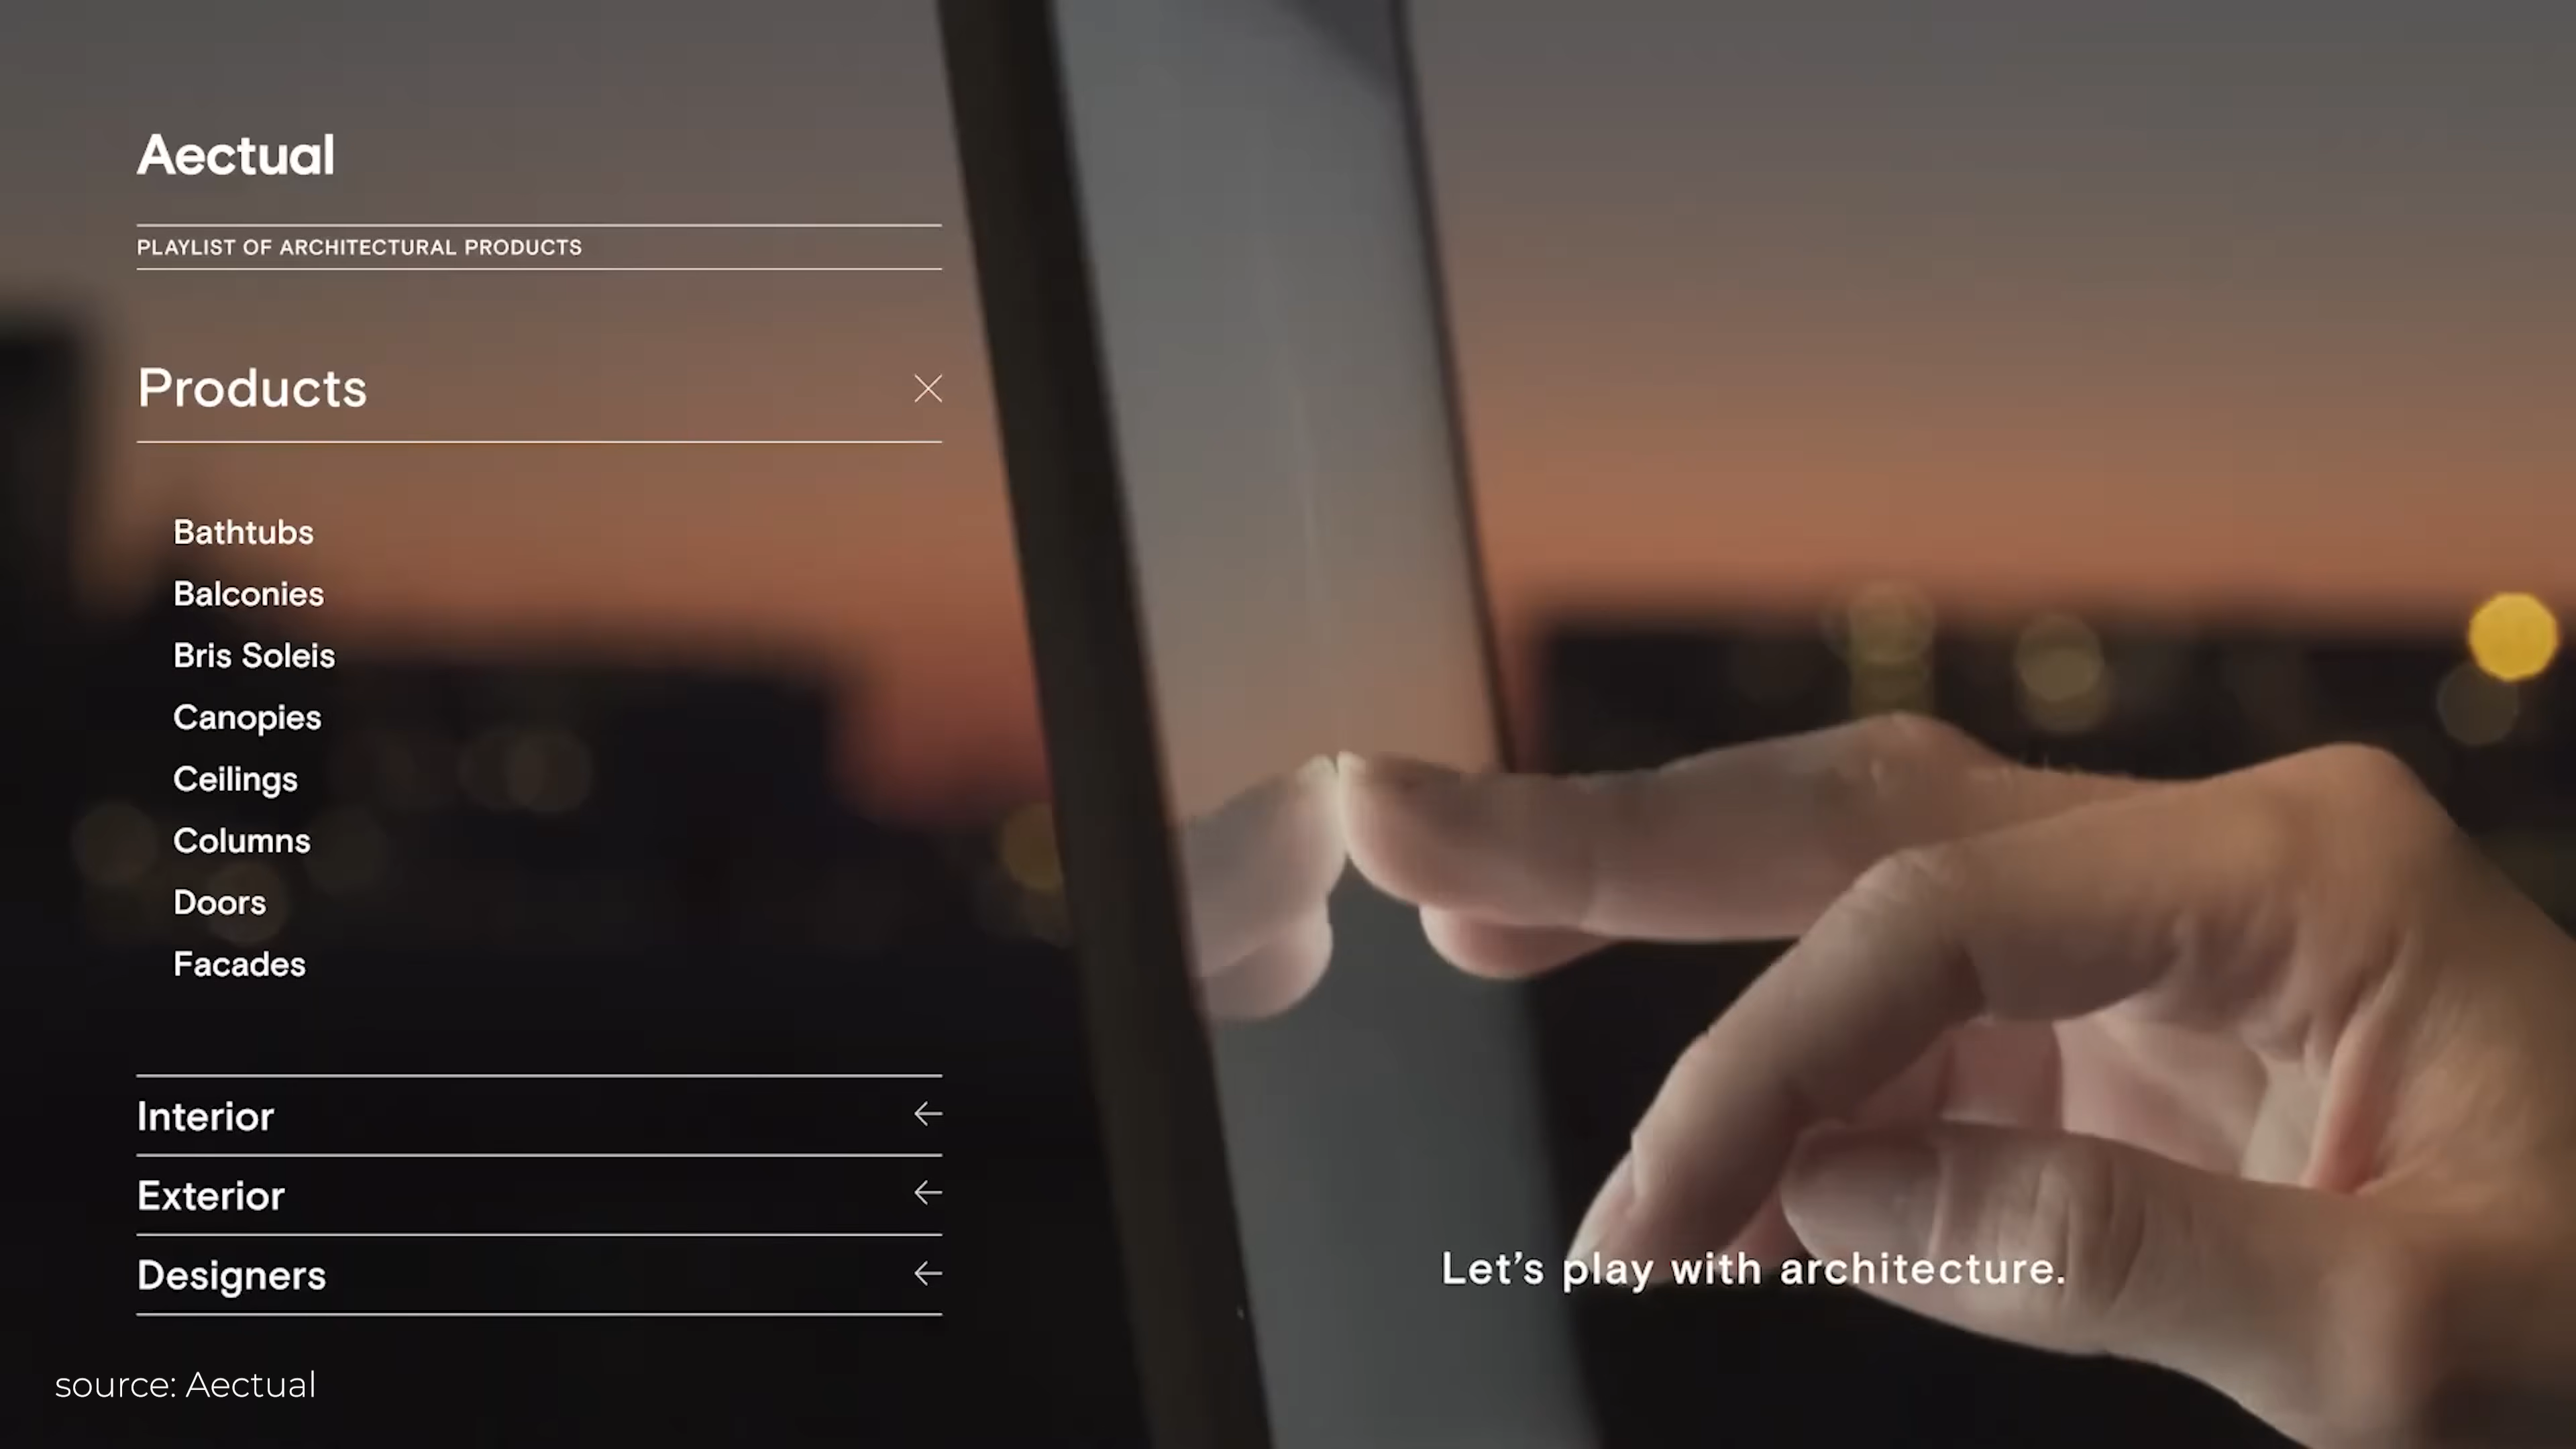 Aectual
PLAYLIST OF ARCHITECTURAL PRODUCTS
Products
Bathtubs
Balconies
Bris Soleis
Canopies
Ceilings
Columns
Doors
Facades
Interior
Exterior
Designers
Let's play with architecture.
source: Aectual